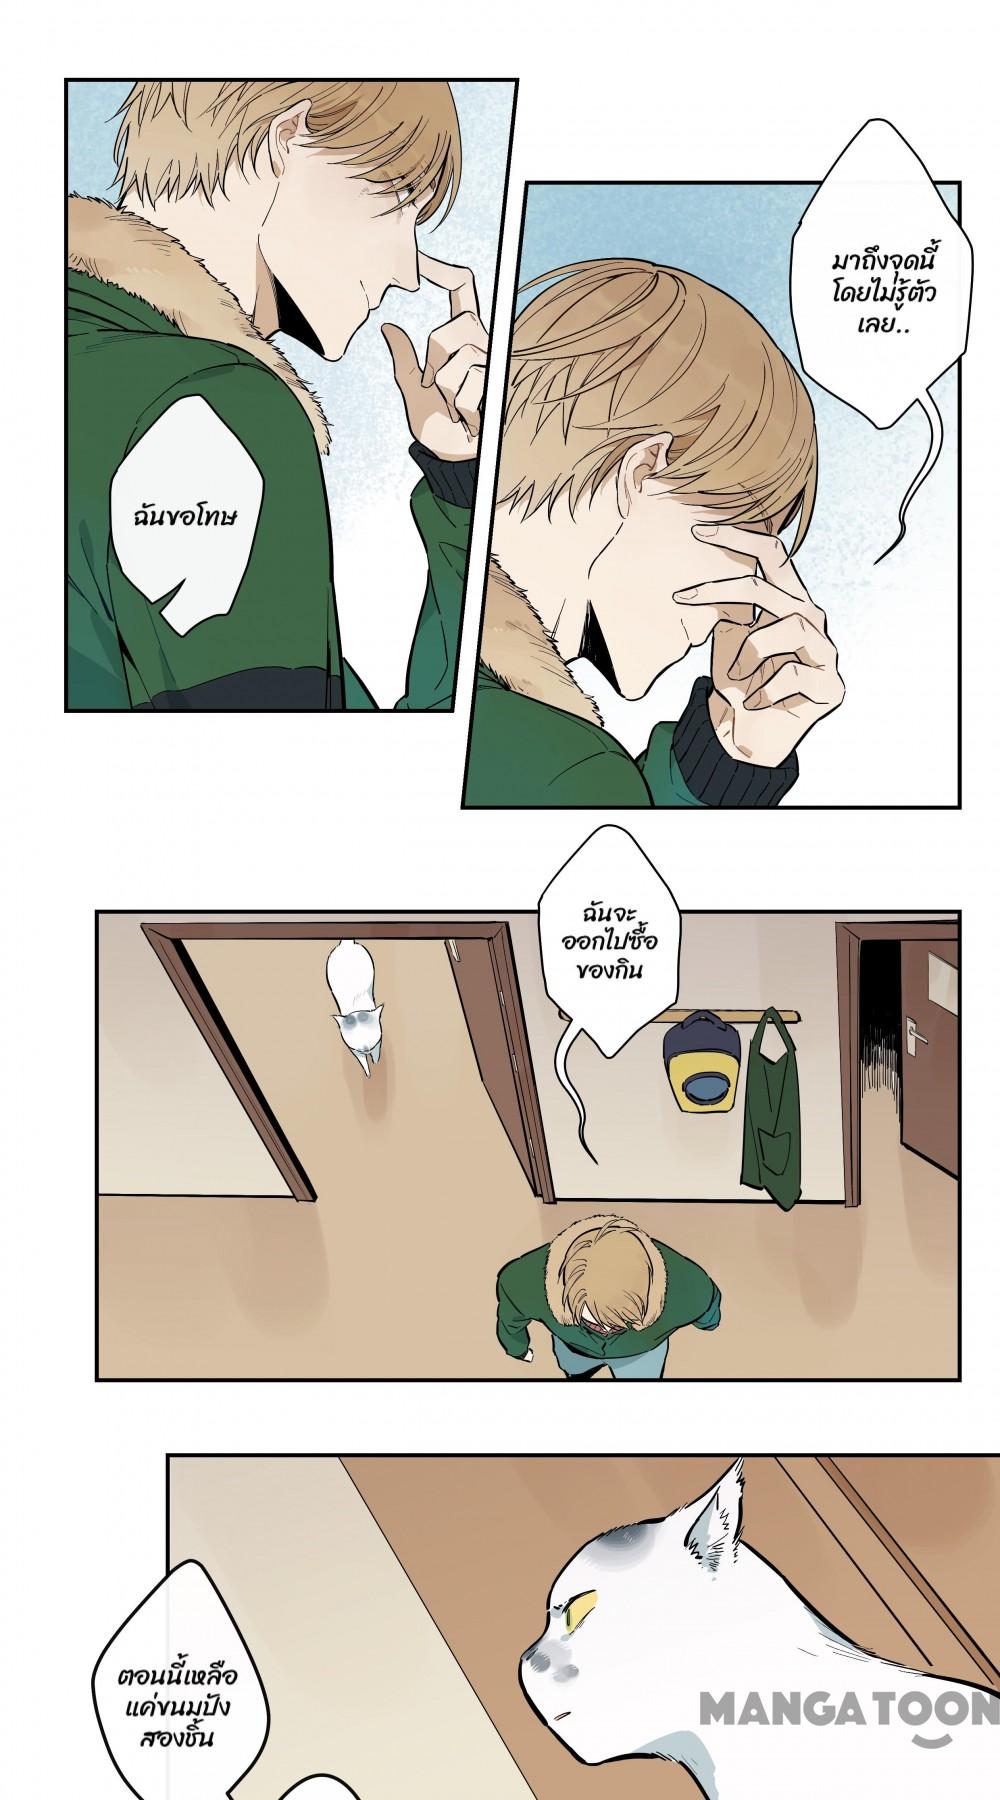 ฉันขอโทษ
มาถึงจุดนี้
โดยไม่รู้ตัว
เลย..
ฉันจะ
ออกไปซื้อ
ของกิน
ตอนนี้เหลือ
แค่ขนมปัง
สองชิ้น
MANGATOON